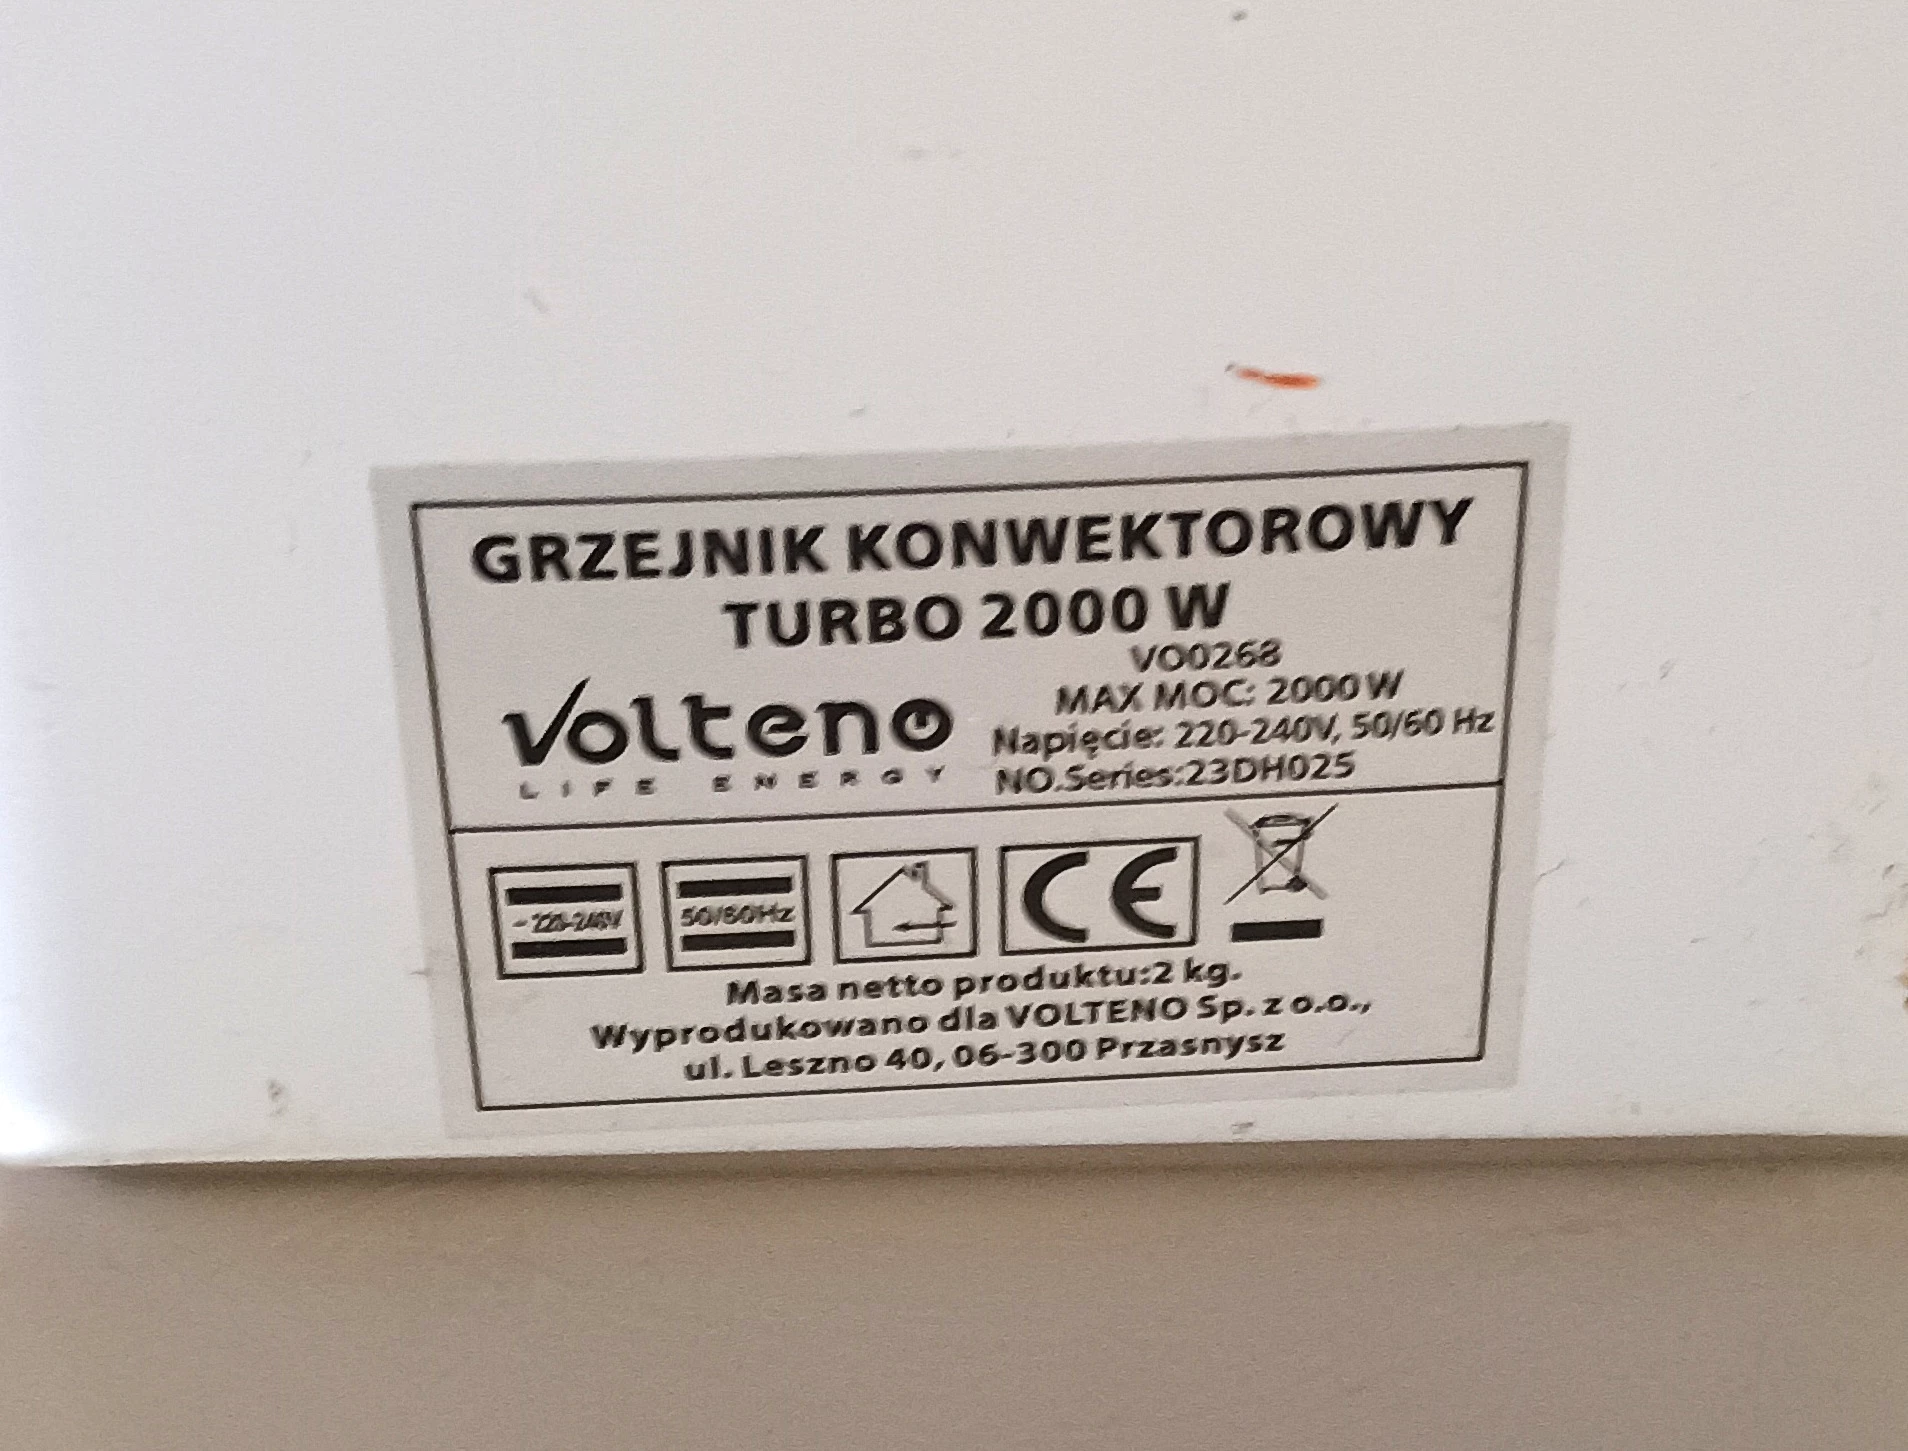 GRZEJNIK KONWEKTOROWY
TURBO 2000 W
VO0268
MAX MOC: 2000 W
Napięcie: 220-240V, 50/60 Hz
NO.Series:23DH025
Volteno
LIFE ENERGY
~ 220-240V
50/60Hz
CE
Masa netto produktu:2 kg.
Wyprodukowano dla VOLTENO Sp. z o.o.,
ul. Leszno 40, 06-300 Przasnysz